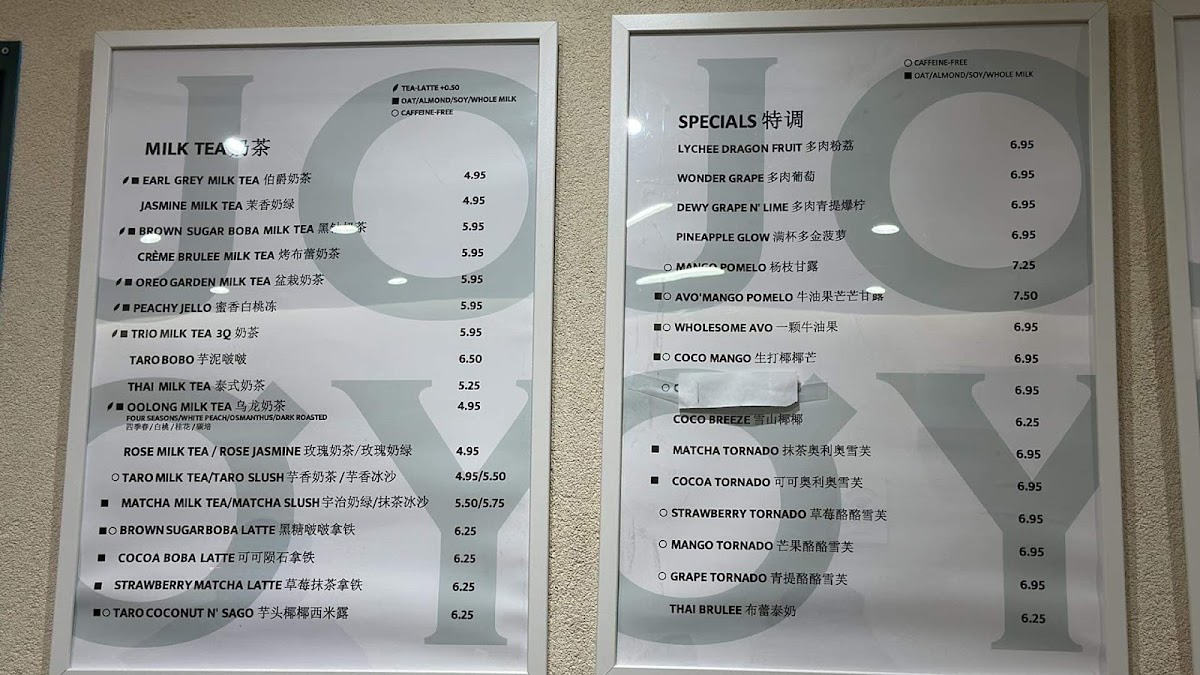 JO
CY
TEA-LATTE +0.50
OAT/ALMOND/SOY/WHOLE MILK
CAFFEINE-FREE
MILK TEA 奶茶
EARL GREY MILK TEA 伯爵奶茶 4.95
JASMINE MILK TEA 茉香奶绿 4.95
BROWN SUGAR BOBA MILK TEA 黑 奶茶 5.95
CRÈME BRULEE MILK TEA 烤布蕾奶茶 5.95
OREO GARDEN MILK TEA 盆栽奶茶 5.95
PEACHY JELLO 蜜香白桃冻 5.95
TRIO MILK TEA 3Q 奶茶 5.95
TARO BOBO 芋泥啵啵 6.50
THAI MILK TEA 泰式奶茶 5.25
OOLONG MILK TEA 乌龙奶茶 4.95
FOUR SEASONS/WHITE PEACH/OSMANTHUS/DARK ROASTED
四季春/白桃/桂花/碳培
ROSE MILK TEA / ROSE JASMINE 玫瑰奶茶/玫瑰奶绿 4.95
TARO MILK TEA/TARO SLUSH 芋香奶茶/芋香冰沙 4.95/5.50
MATCHA MILK TEA/MATCHA SLUSH 宇治奶绿/抹茶冰沙 5.50/5.75
BROWN SUGAR BOBA LATTE 黑糖啵啵拿铁 6.25
COCOA BOBA LATTE 可可陨石拿铁 6.25
STRAWBERRY MATCHA LATTE 草莓抹茶拿铁 6.25
TARO COCONUT N' SAGO 芋头椰椰西米露 6.25
JO
CY
CAFFEINE-FREE
OAT/ALMOND/SOY/WHOLE MILK
SPECIALS 特调
LYCHEE DRAGON FRUIT 多肉粉荔 6.95
WONDER GRAPE 多肉葡萄 6.95
DEWY GRAPE N' LIME 多肉青提爆柠 6.95
PINEAPPLE GLOW 满杯多金菠萝 6.95
MANGO POMELO 杨枝甘露 7.25
AVO'MANGO POMELO 牛油果芒芒甘露 7.50
WHOLESOME AVO 一颗牛油果 6.95
COCO MANGO 生打椰椰芒 6.95
6.95
COCO BREEZE 雪山椰椰 6.25
MATCHA TORNADO 抹茶奥利奥雪芙 6.95
COCOA TORNADO 可可奥利奥雪芙 6.95
STRAWBERRY TORNADO 草莓酪酪雪芙 6.95
MANGO TORNADO 芒果酪酪雪芙 6.95
GRAPE TORNADO 青提酪酪雪芙 6.95
THAI BRULEE 布蕾泰奶 6.25